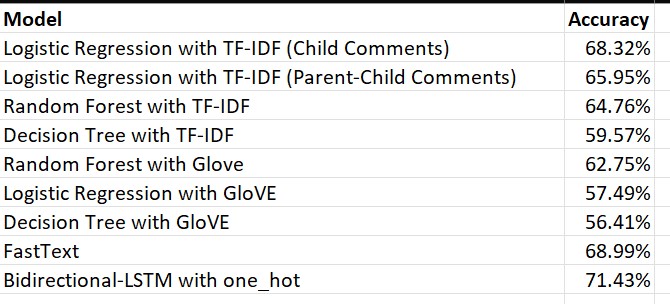 Model Accuracy
Logistic Regression with TF-IDF (Child Comments) 68.32%
Logistic Regression with TF-IDF (Parent-Child Comments) 65.95%
Random Forest with TF-IDF 64.76%
Decision Tree with TF-IDF 59.57%
Random Forest with Glove 62.75%
Logistic Regression with GloVE 57.49%
Decision Tree with GloVE 56.41%
FastText 68.99%
Bidirectional-LSTM with one_hot 71.43%